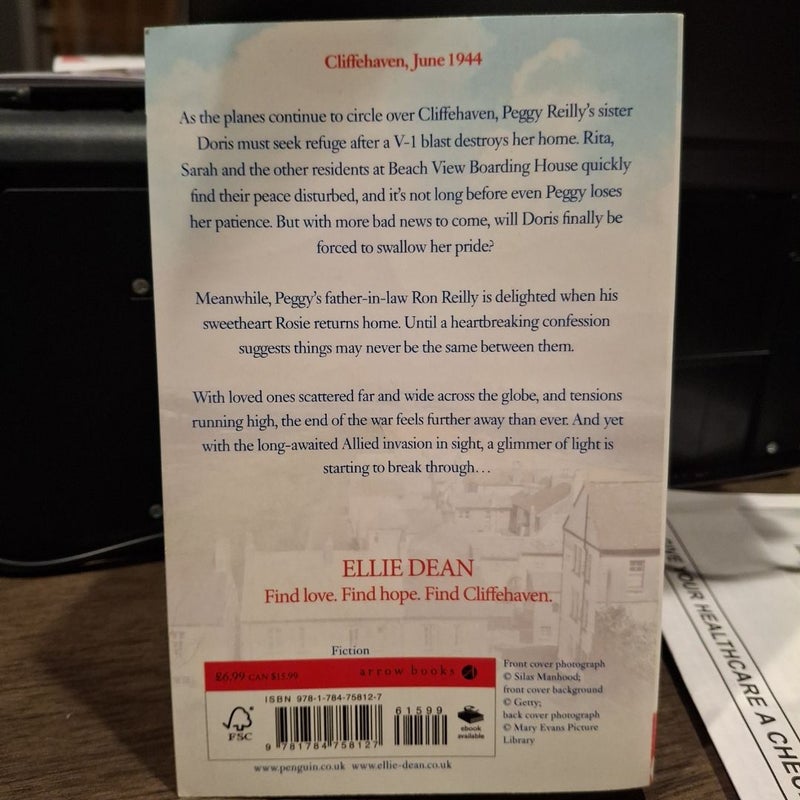 Cliffehaven, June 1944
As the planes continue to circle over Cliffehaven, Peggy Reilly's sister
Doris must seek refuge after a V-1 blast destroys her home. Rita,
Sarah and the other residents at Beach View Boarding House quickly
find their peace disturbed, and it's not long before even Peggy loses
her patience. But with more bad news to come, will Doris finally be
forced to swallow her pride?
Meanwhile, Peggy's father-in-law Ron Reilly is delighted when his
sweetheart Rosie returns home. Until a heartbreaking confession
suggests things may never be the same between them.
With loved ones scattered far and wide across the globe, and tensions
running high, the end of the war feels further away than ever. And yet
with the long-awaited Allied invasion in sight, a glimmer of light is
starting to break through…
ELLIE DEAN
Find love. Find hope. Find Cliffehaven.
Fiction
£6.99 CAN $15.99
arrow books
ISBN 978-1-784-75812-7
61599
FSC
9 781784 758127
ebook
available
Front cover photograph
© Silas Manhood;
front cover background
© Getty;
back cover photograph
© Mary Evans Picture
Library
www.penguin.co.uk www.ellie-dean.co.uk
YOUR HEALTHCARE A CHEC